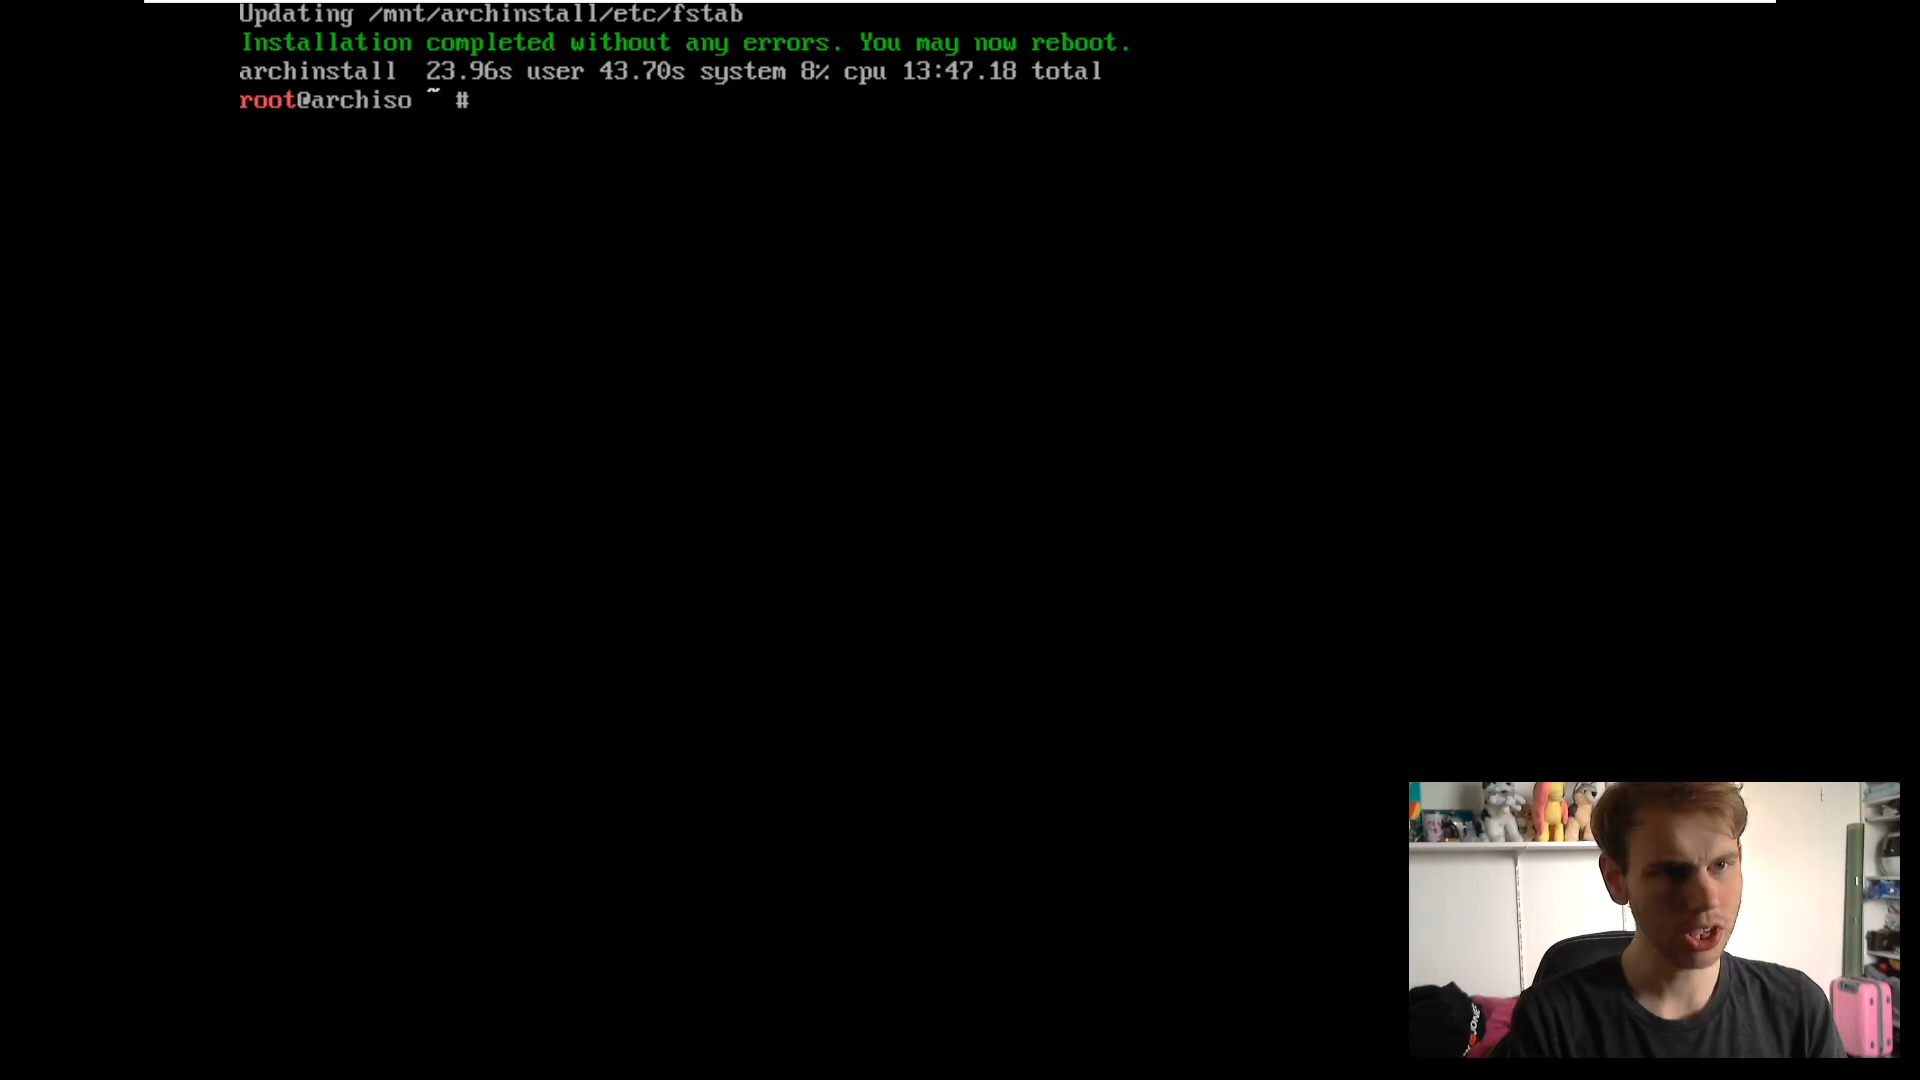 Updating /mnt/archinstall/etc/fstab
Installation completed without any errors. You may now reboot.
archinstall  23.96s user 43.70s system 8% cpu 13:47.18 total
root@archiso ~ #